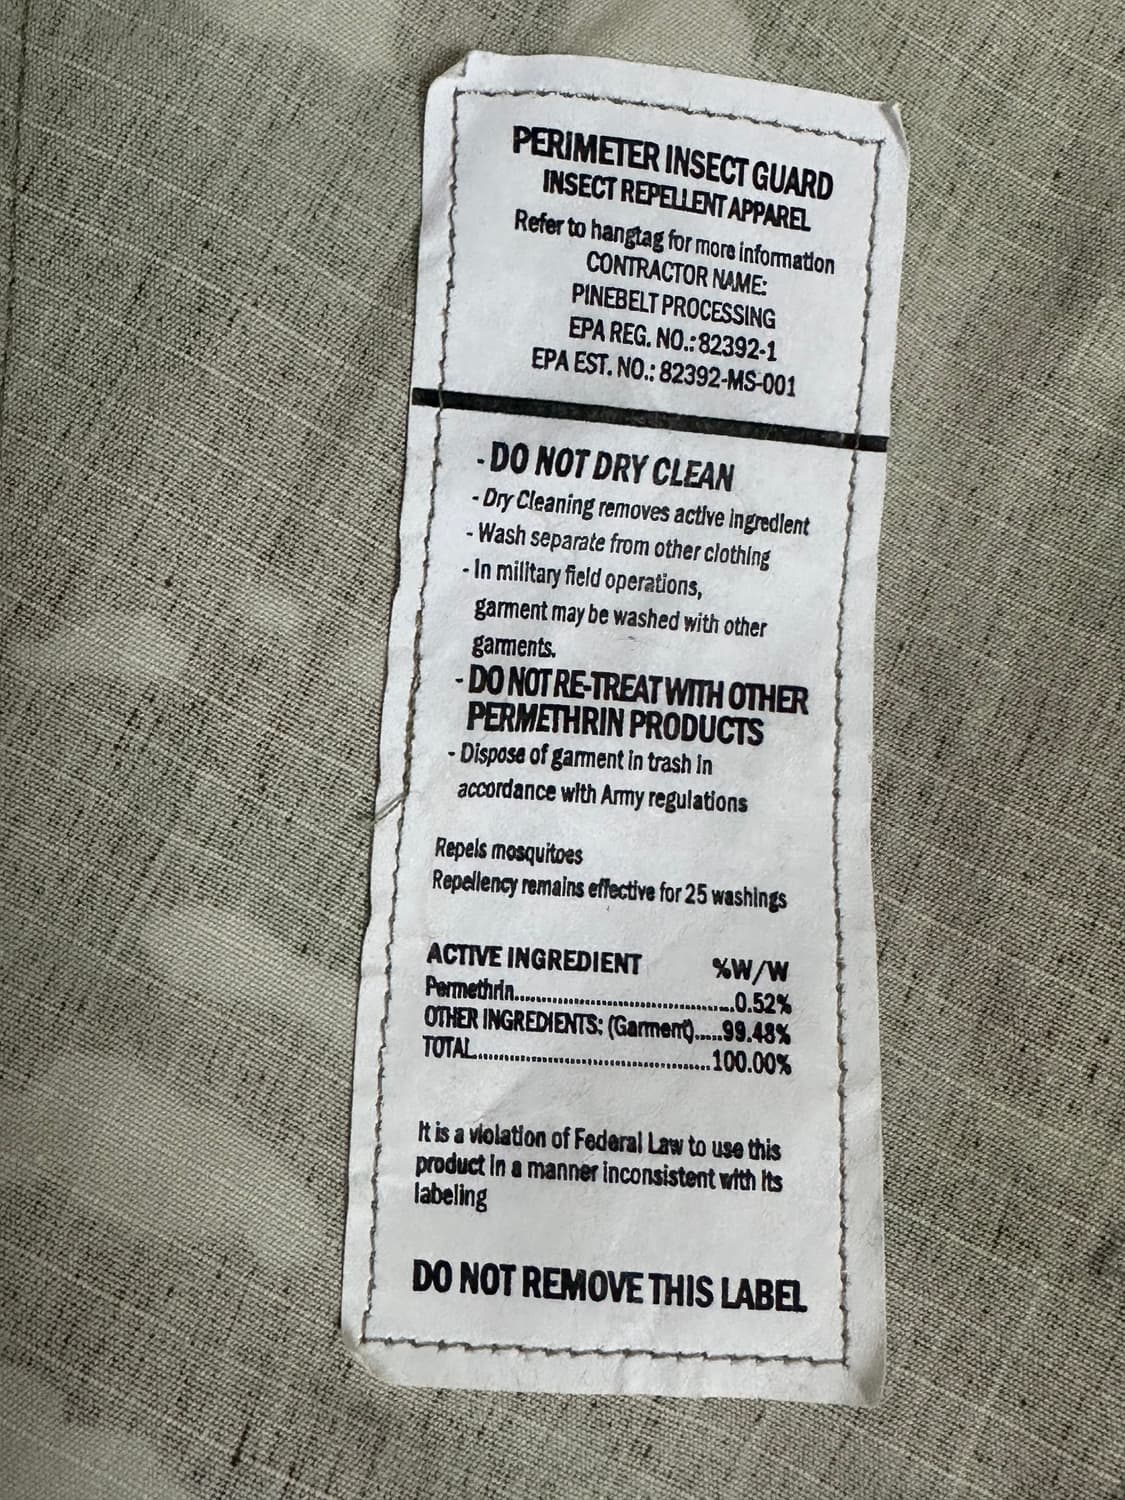 PERIMETER INSECT GUARD
INSECT REPELLENT APPAREL
Refer to hangtag for more information
CONTRACTOR NAME:
PINEBELT PROCESSING
EPA REG. NO.: 82392-1
EPA EST. NO.: 82392-MS-001
- DO NOT DRY CLEAN
- Dry Cleaning removes active ingredient
- Wash separate from other clothing
- In military field operations,
garment may be washed with other
garments.
- DO NOT RE-TREAT WITH OTHER
PERMETHRIN PRODUCTS
- Dispose of garment in trash in
accordance with Army regulations
Repels mosquitoes
Repellency remains effective for 25 washings
ACTIVE INGREDIENT %W/W
Permethrin..........................................0.52%
OTHER INGREDIENTS: (Garment).....99.48%
TOTAL.............................................100.00%
It is a violation of Federal Law to use this
product in a manner inconsistent with its
labeling
DO NOT REMOVE THIS LABEL